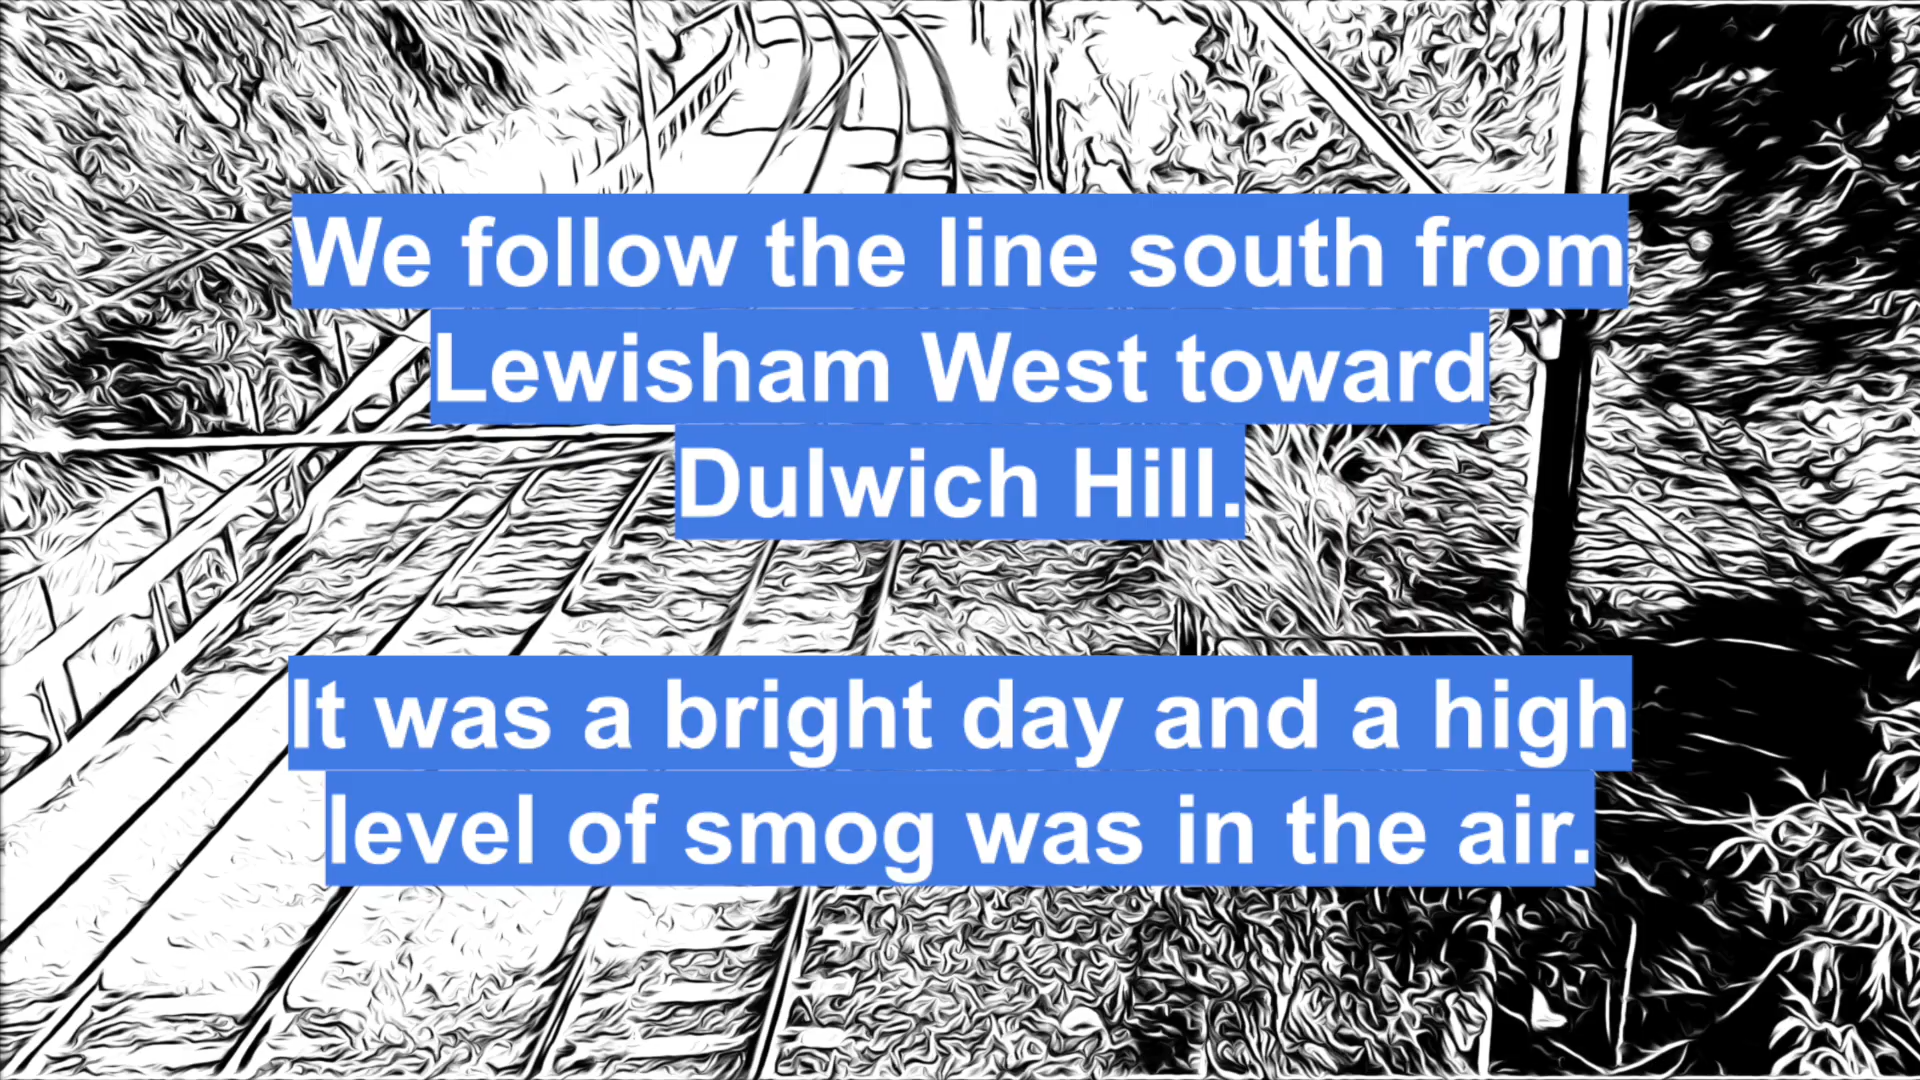 We follow the line south from
Lewisham West toward
Dulwich Hill.
It was a bright day and a high
level of smog was in the air.